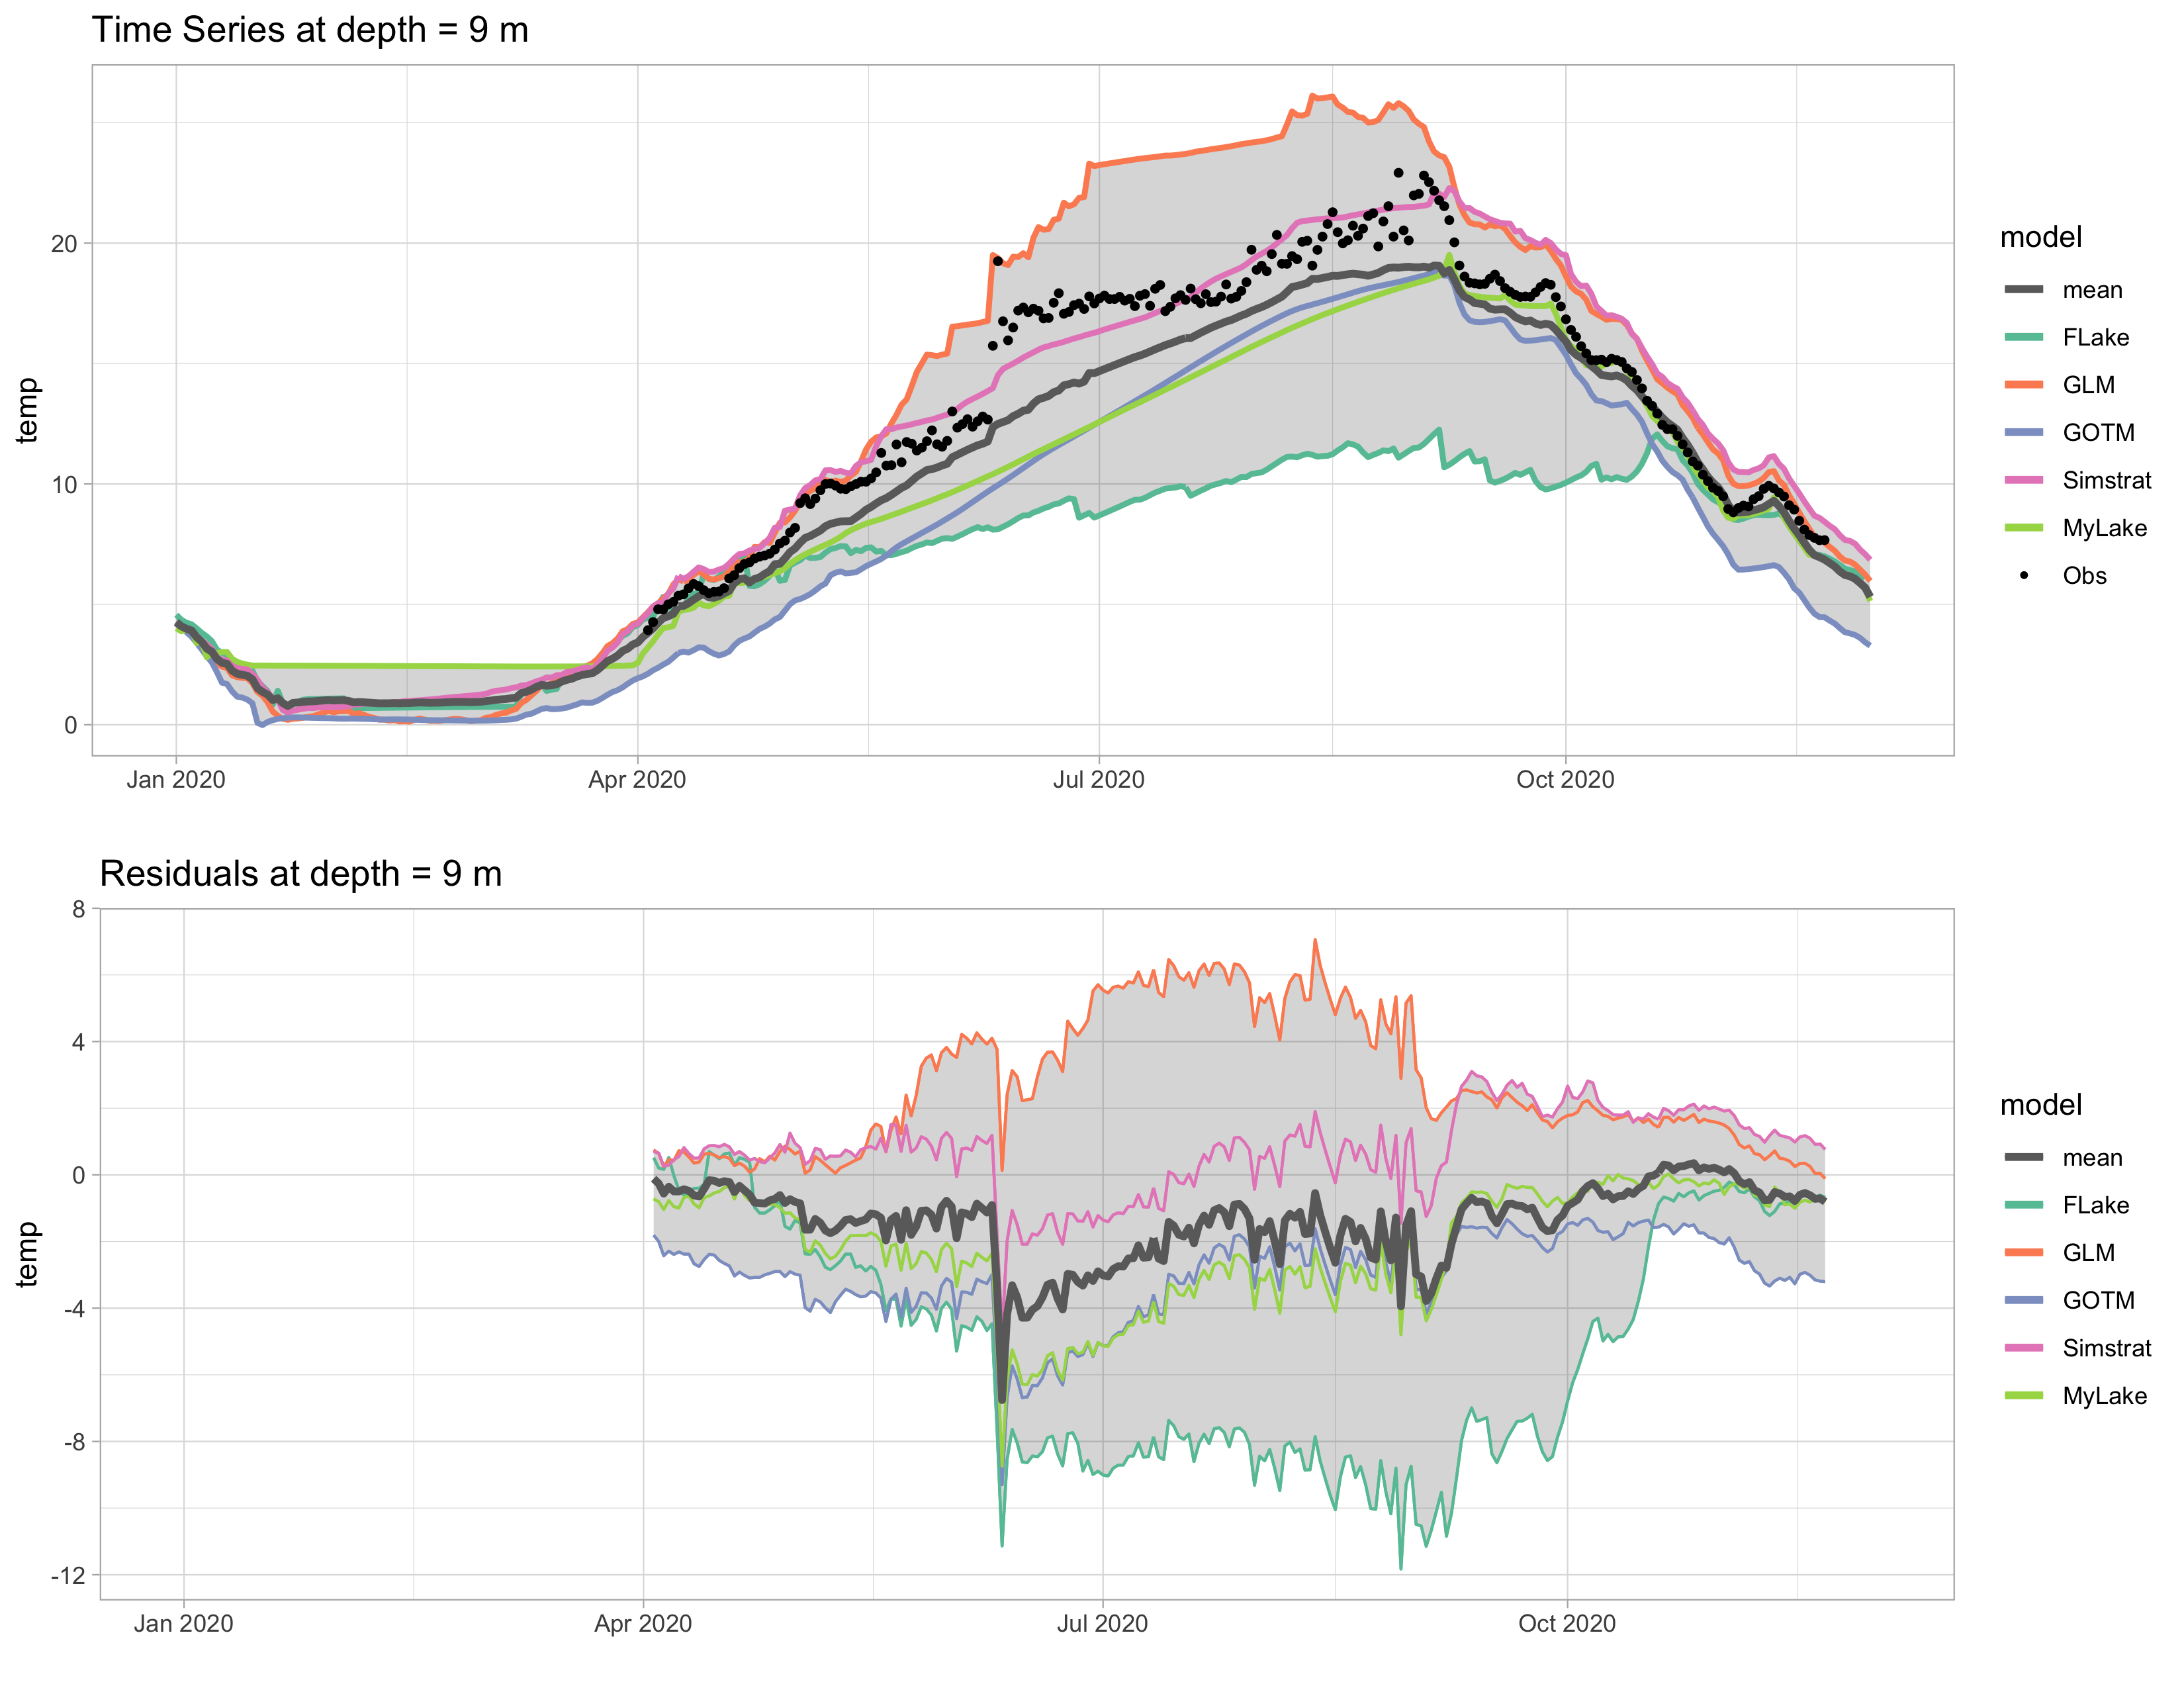 Time Series at depth = 9 m
temp
20
10
0
Jan 2020
Apr 2020
Jul 2020
Oct 2020
model
mean
FLake
GLM
GOTM
Simstrat
MyLake
Obs
Residuals at depth = 9 m
temp
8
4
0
-4
-8
-12
Jan 2020
Apr 2020
Jul 2020
Oct 2020
model
mean
FLake
GLM
GOTM
Simstrat
MyLake